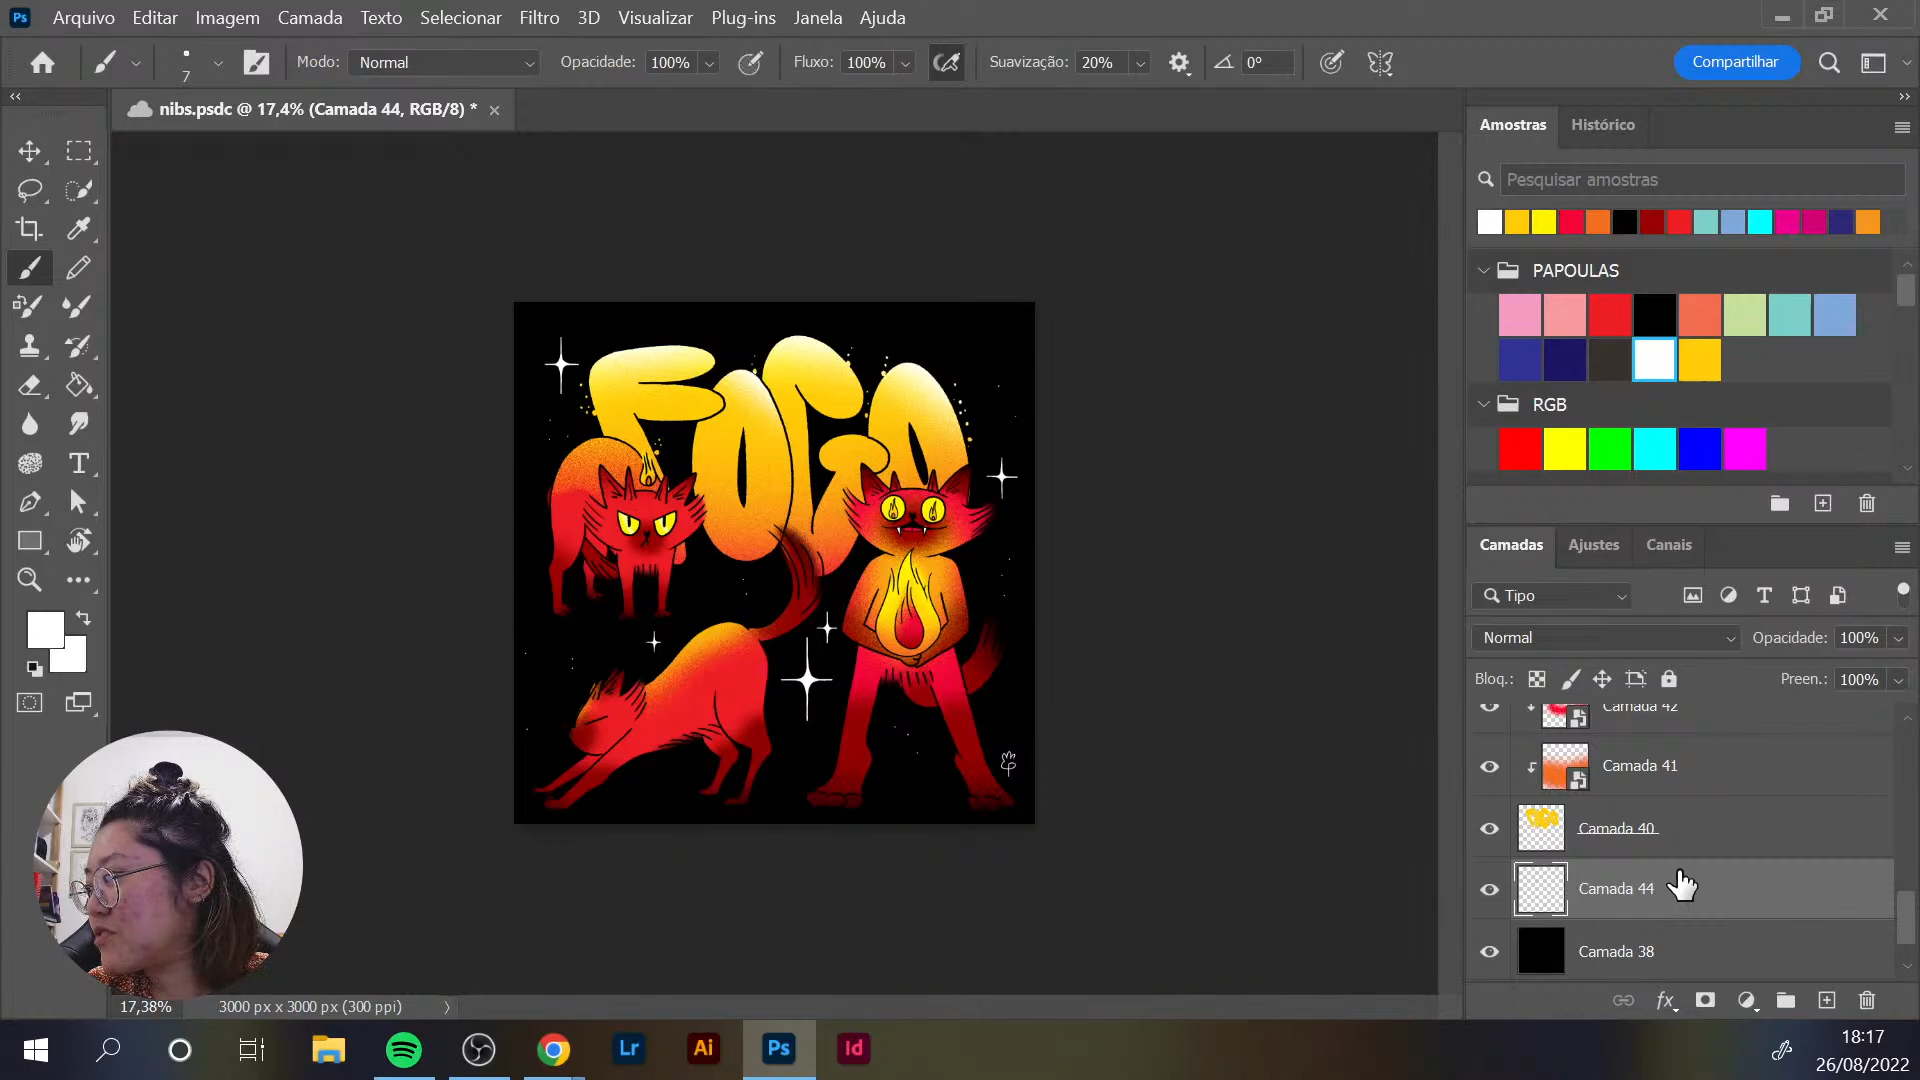 Ps Arquivo Editar Imagem Camada Texto Selecionar Filtro 3D Visualizar Plug-ins Janela Ajuda
7 Modo: Normal Opacidade: 100% Fluxo: 100% Suavização: 20% 0° Compartilhar
nibs.psdc @ 17,4% (Camada 44, RGB/8) *
Amostras Histórico
Pesquisar amostras
PAPOULAS
RGB
FOGO
Camadas Ajustes Canais
Tipo
Normal Opacidade: 100%
Bloq.: Preen.: 100%
Camada 42
Camada 41
Camada 40
Camada 44
Camada 38
17,38% 3000 px x 3000 px (300 ppi)
Lr Ai Ps Id
18:17
26/08/2022